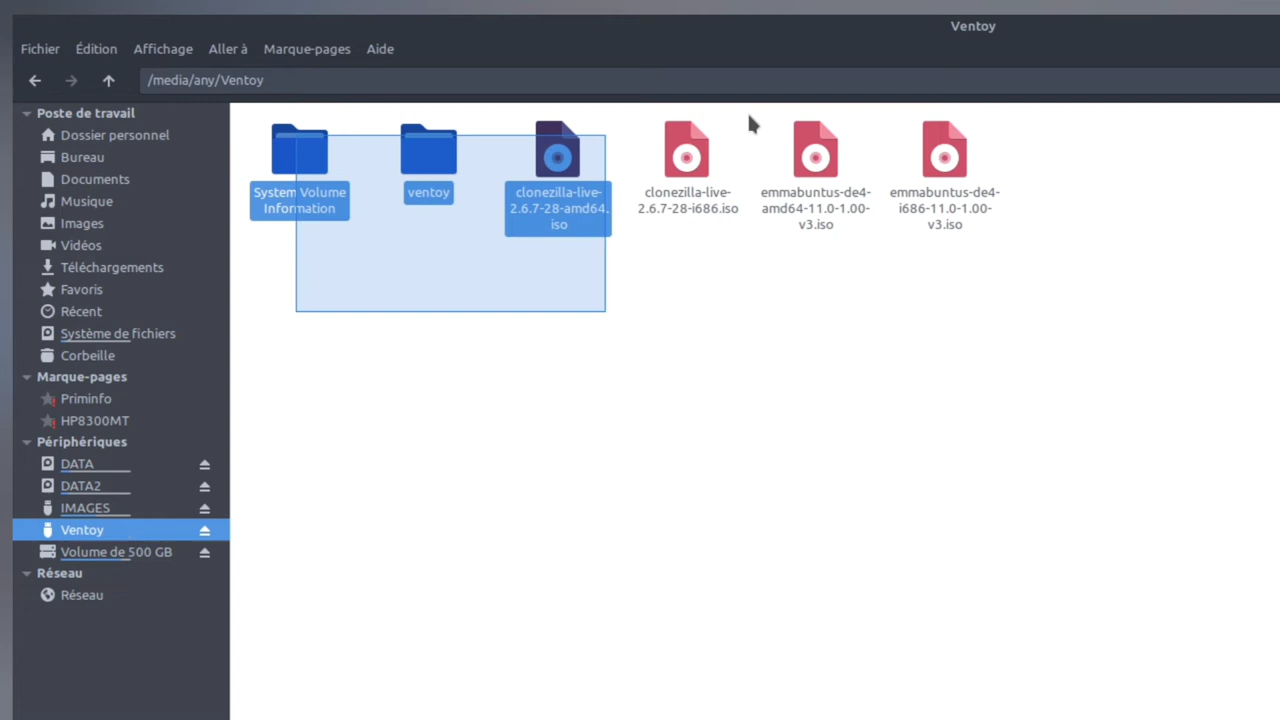 Ventoy
Fichier Édition Affichage Aller à Marque-pages Aide
/media/any/Ventoy
Poste de travail
Dossier personnel
Bureau
Documents
Musique
Images
Vidéos
Téléchargements
Favoris
Récent
Système de fichiers
Corbeille
Marque-pages
Priminfo
HP8300MT
Périphériques
DATA
DATA2
IMAGES
Ventoy
Volume de 500 GB
Réseau
Réseau
System Volume
Information
ventoy
clonezilla-live-
2.6.7-28-amd64.
iso
clonezilla-live-
2.6.7-28-i686.iso
emmabuntus-de4-
amd64-11.0-1.00-
v3.iso
emmabuntus-de4-
i686-11.0-1.00-
v3.iso